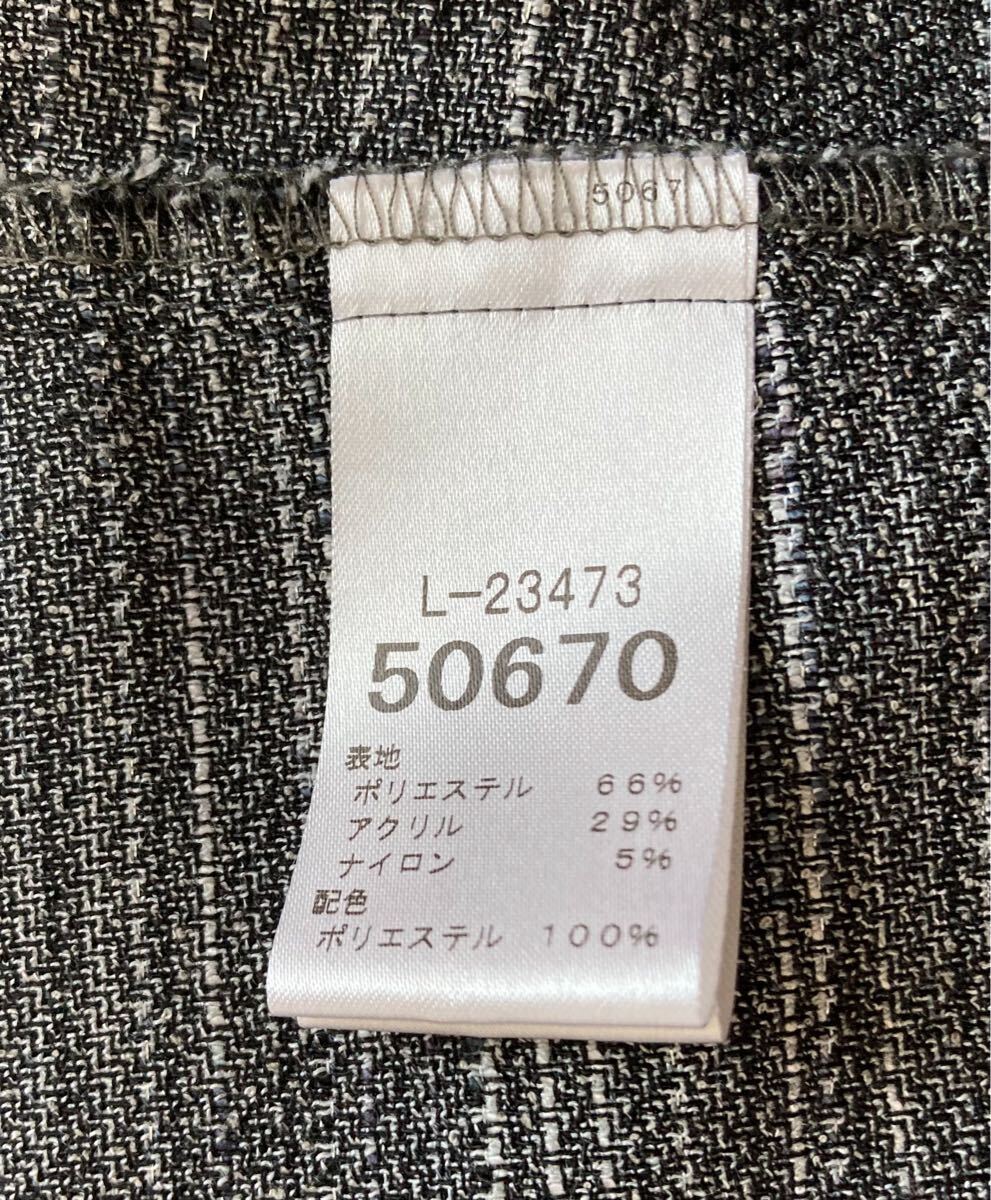 5067
L-23473
50670
表地
ポリエステル 66%
アクリル 29%
ナイロン 5%
配色
ポリエステル 100%